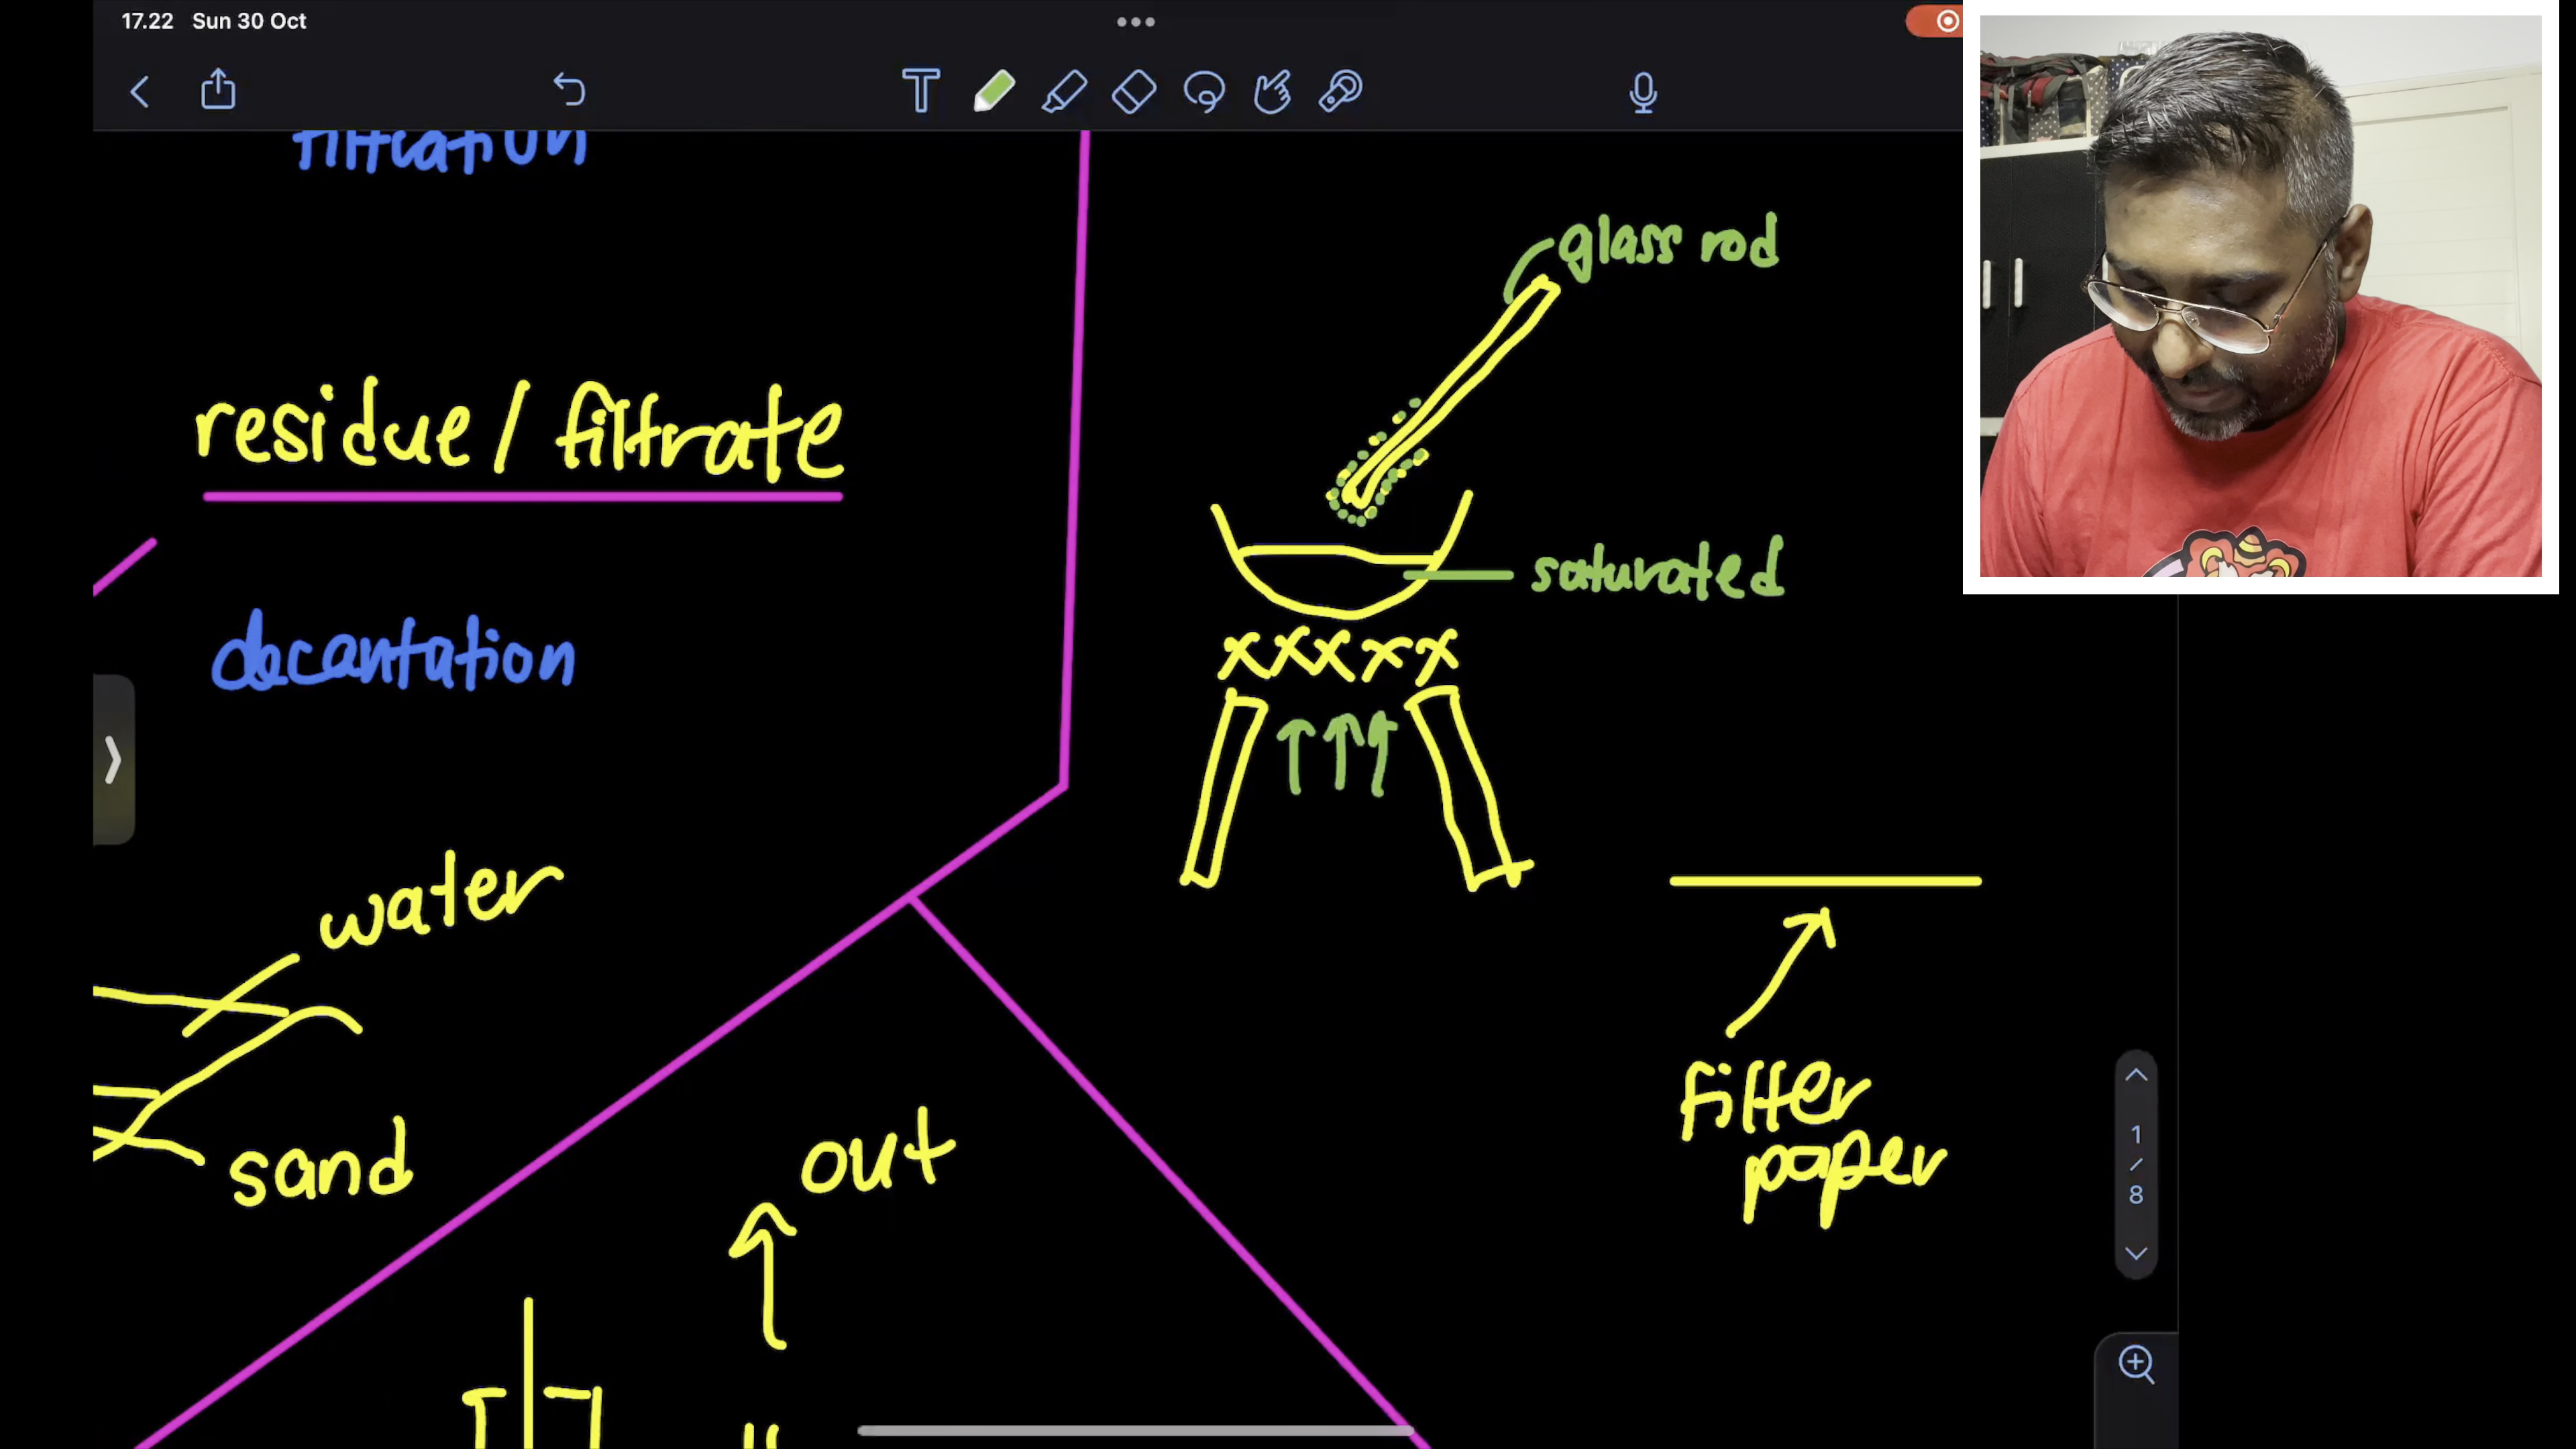 17.22 Sun 30 Oct
filtration
residue / filtrate
decantation
water
sand
out
glass rod
saturated
xxxxx
filter
paper
1
/
8